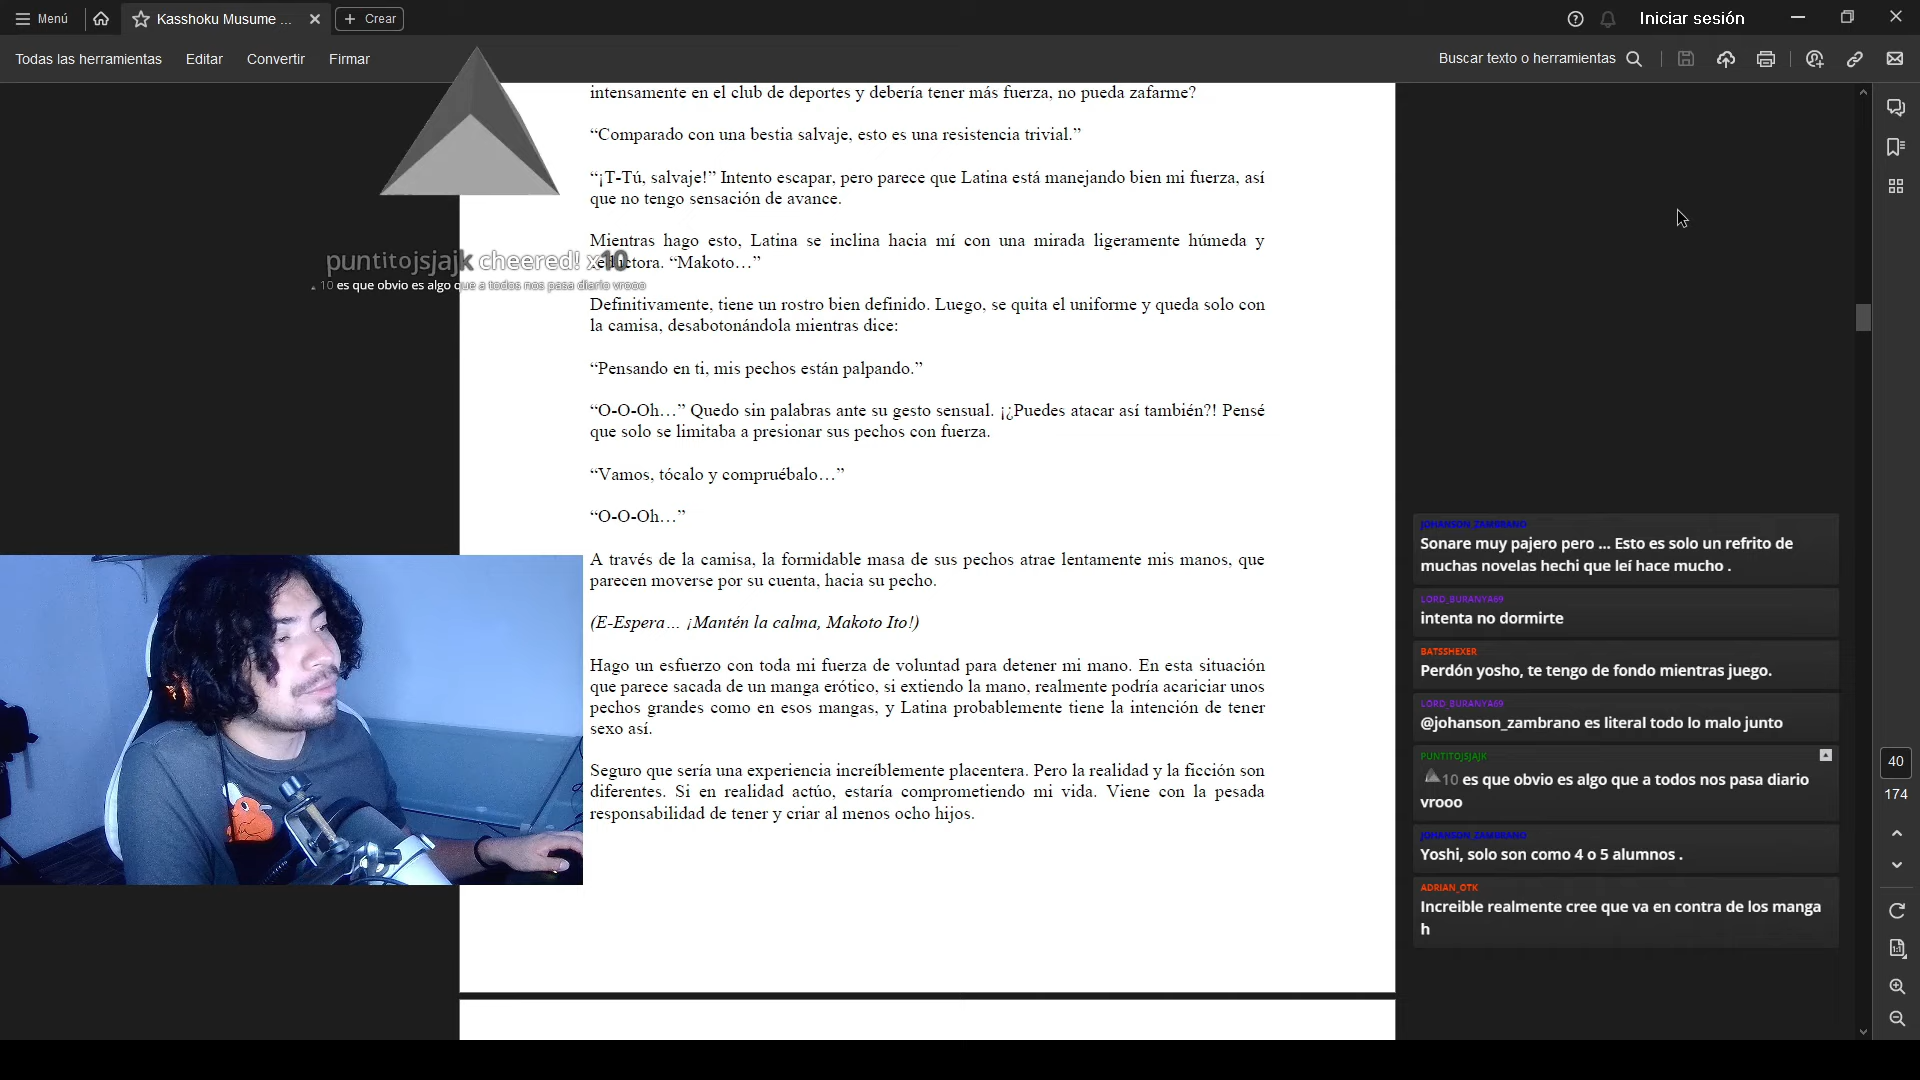 Menú
Kasshoku Musume ...
Crear
Iniciar sesión
Todas las herramientas
Editar
Convertir
Firmar
Buscar texto o herramientas
intensamente en el club de deportes y debería tener más fuerza, no pueda zafarme?
“Comparado con una bestia salvaje, esto es una resistencia trivial.”
“¡T-Tú, salvaje!” Intento escapar, pero parece que Latina está manejando bien mi fuerza, así
que no tengo sensación de avance.
Mientras hago esto, Latina se inclina hacia mí con una mirada ligeramente húmeda y
seductora. “Makoto…”
puntitojsjajk cheered! x10
10 es que obvio es algo que a todos nos pasa diario vrooo
Definitivamente, tiene un rostro bien definido. Luego, se quita el uniforme y queda solo con
la camisa, desabotonándola mientras dice:
“Pensando en ti, mis pechos están palpando.”
“O-O-Oh…” Quedo sin palabras ante su gesto sensual. ¡¿Puedes atacar así también?! Pensé
que solo se limitaba a presionar sus pechos con fuerza.
“Vamos, tócalo y compruébalo…”
“O-O-Oh…”
A través de la camisa, la formidable masa de sus pechos atrae lentamente mis manos, que
parecen moverse por su cuenta, hacia su pecho.
(E-Espera… ¡Mantén la calma, Makoto Ito!)
Hago un esfuerzo con toda mi fuerza de voluntad para detener mi mano. En esta situación
que parece sacada de un manga erótico, si extiendo la mano, realmente podría acariciar unos
pechos grandes como en esos mangas, y Latina probablemente tiene la intención de tener
sexo así.
Seguro que sería una experiencia increíblemente placentera. Pero la realidad y la ficción son
diferentes. Si en realidad actúo, estaría comprometiendo mi vida. Viene con la pesada
responsabilidad de tener y criar al menos ocho hijos.
JOHANSON_ZAMBRANO
Sonare muy pajero pero ... Esto es solo un refrito de
muchas novelas hechi que leí hace mucho .
LORD_BURANYA69
intenta no dormirte
BATSSHEXER
Perdón yosho, te tengo de fondo mientras juego.
LORD_BURANYA69
@johanson_zambrano es literal todo lo malo junto
PUNTITOJSJAJK
10 es que obvio es algo que a todos nos pasa diario
vrooo
JOHANSON_ZAMBRANO
Yoshi, solo son como 4 o 5 alumnos .
ADRIAN_OTK
Increible realmente cree que va en contra de los manga
h
40
174
1:1